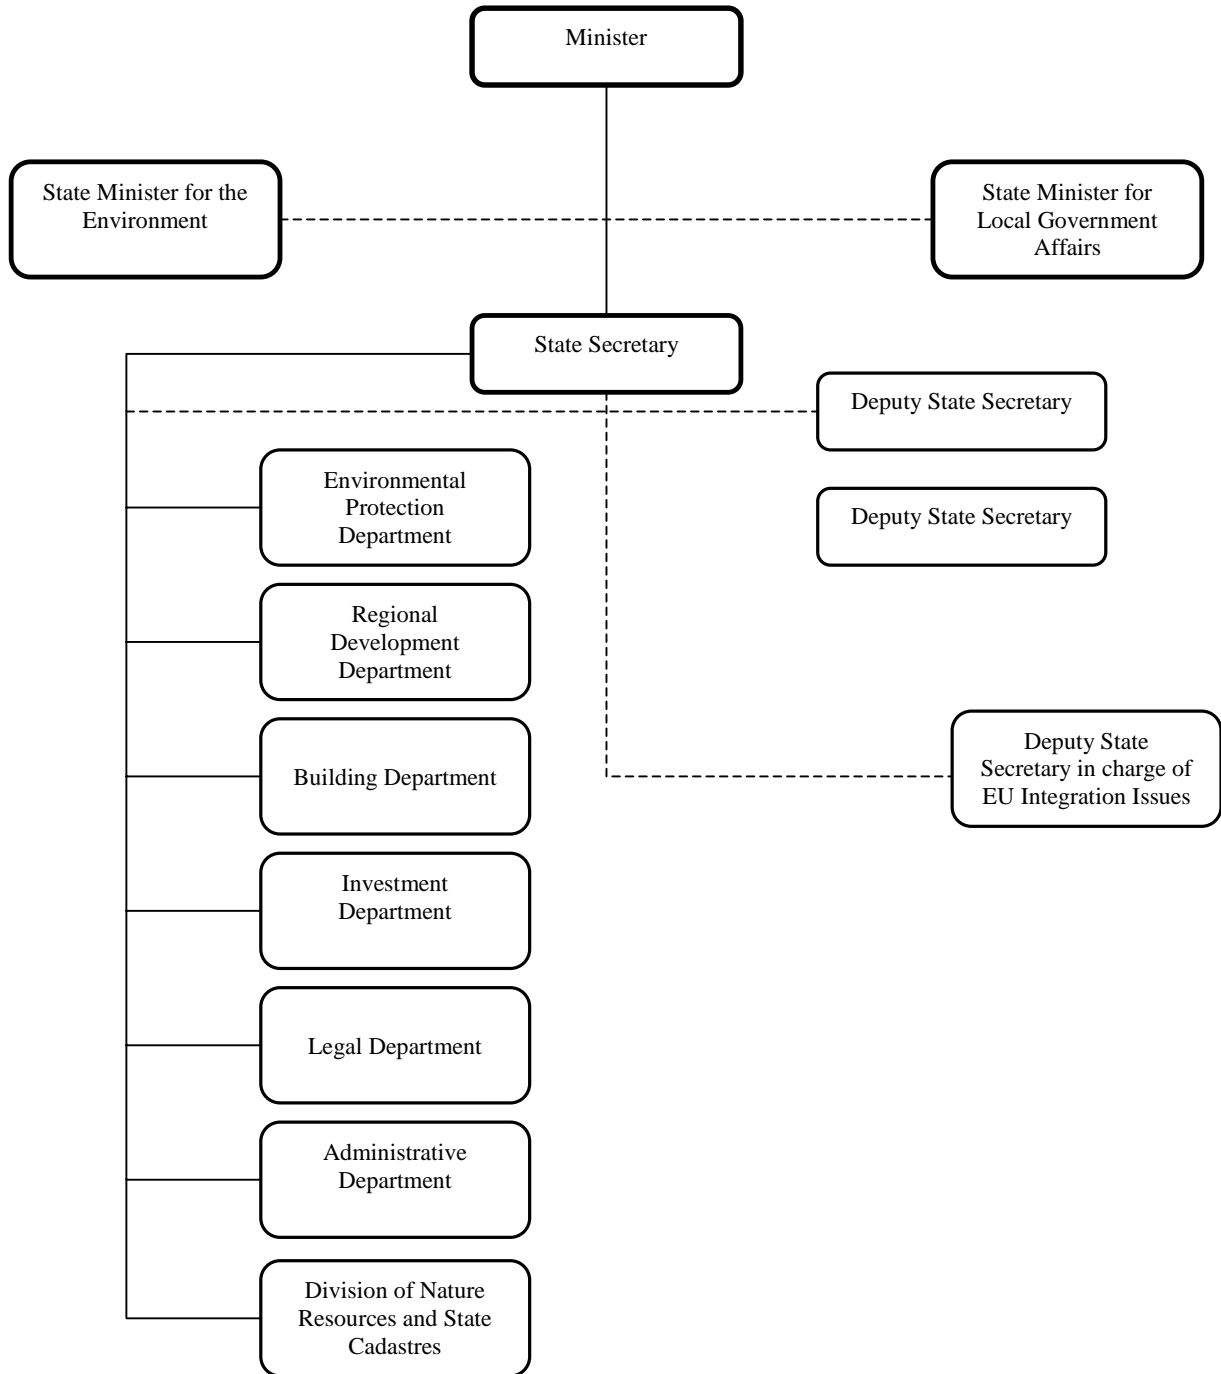 Minister
State Minister for the
Environment
State Minister for
Local Government
Affairs
State Secretary
Deputy State Secretary
Environmental
Protection
Department
Deputy State Secretary
Regional
Development
Department
Building Department
Deputy State
Secretary in charge of
EU Integration Issues
Investment
Department
Legal Department
Administrative
Department
Division of Nature
Resources and State
Cadastres